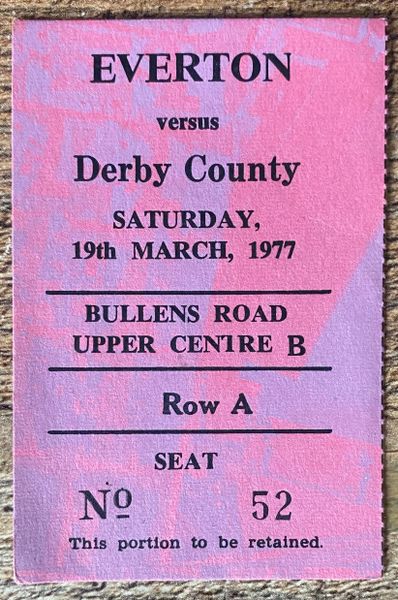 EVERTON
versus
Derby County
SATURDAY,
19th MARCH, 1977
BULLENS ROAD
UPPER CENTRE B
Row A
SEAT
Nº 52
This portion to be retained.